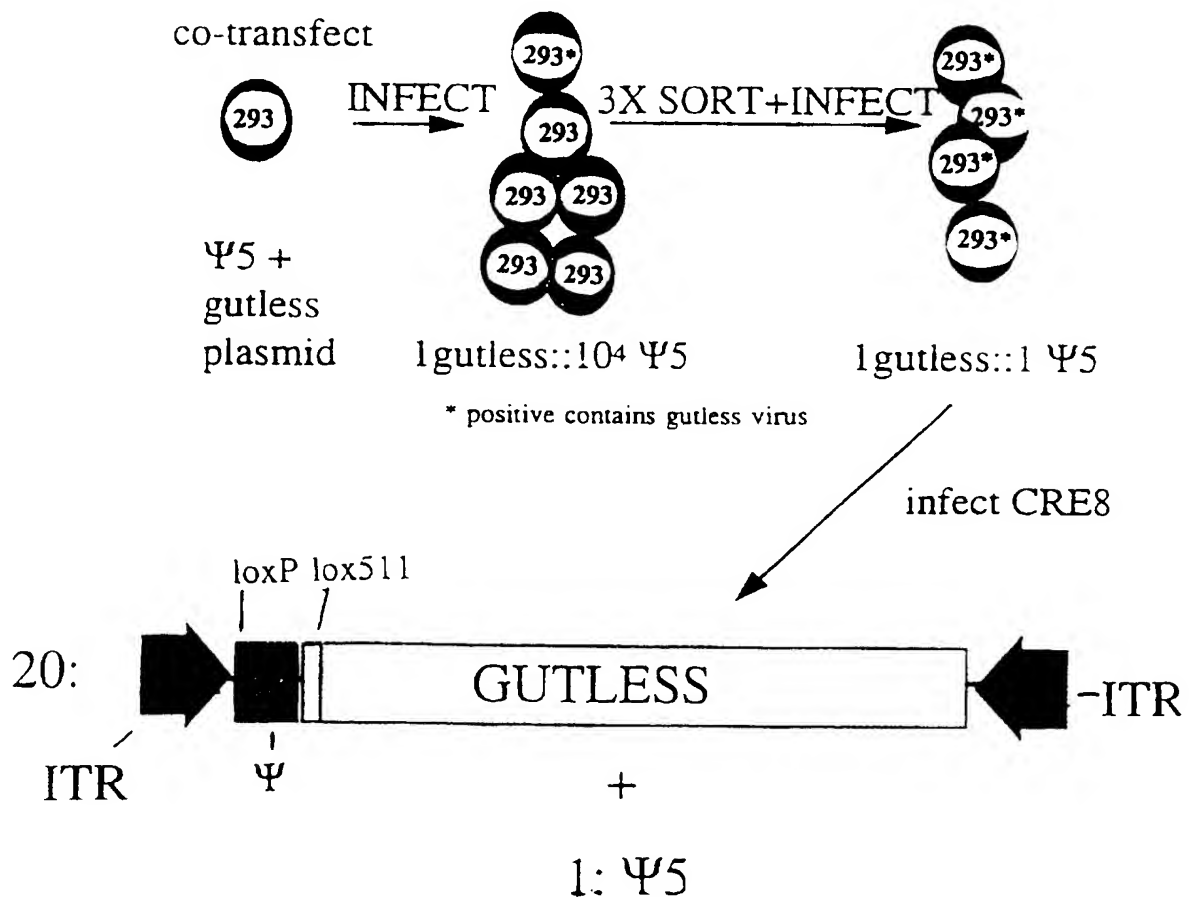 co-transfect
293
INFECT
293*
293
293
293
293
293
3X SORT+INFECT
293*
293*
293*
293*
Ψ5 +
gutless
plasmid
1gutless::10⁴ Ψ5
1gutless::1 Ψ5
* positive contains gutless virus
infect CRE8
loxP lox511
20:
GUTLESS
ITR
ITR
Ψ
+
1: Ψ5